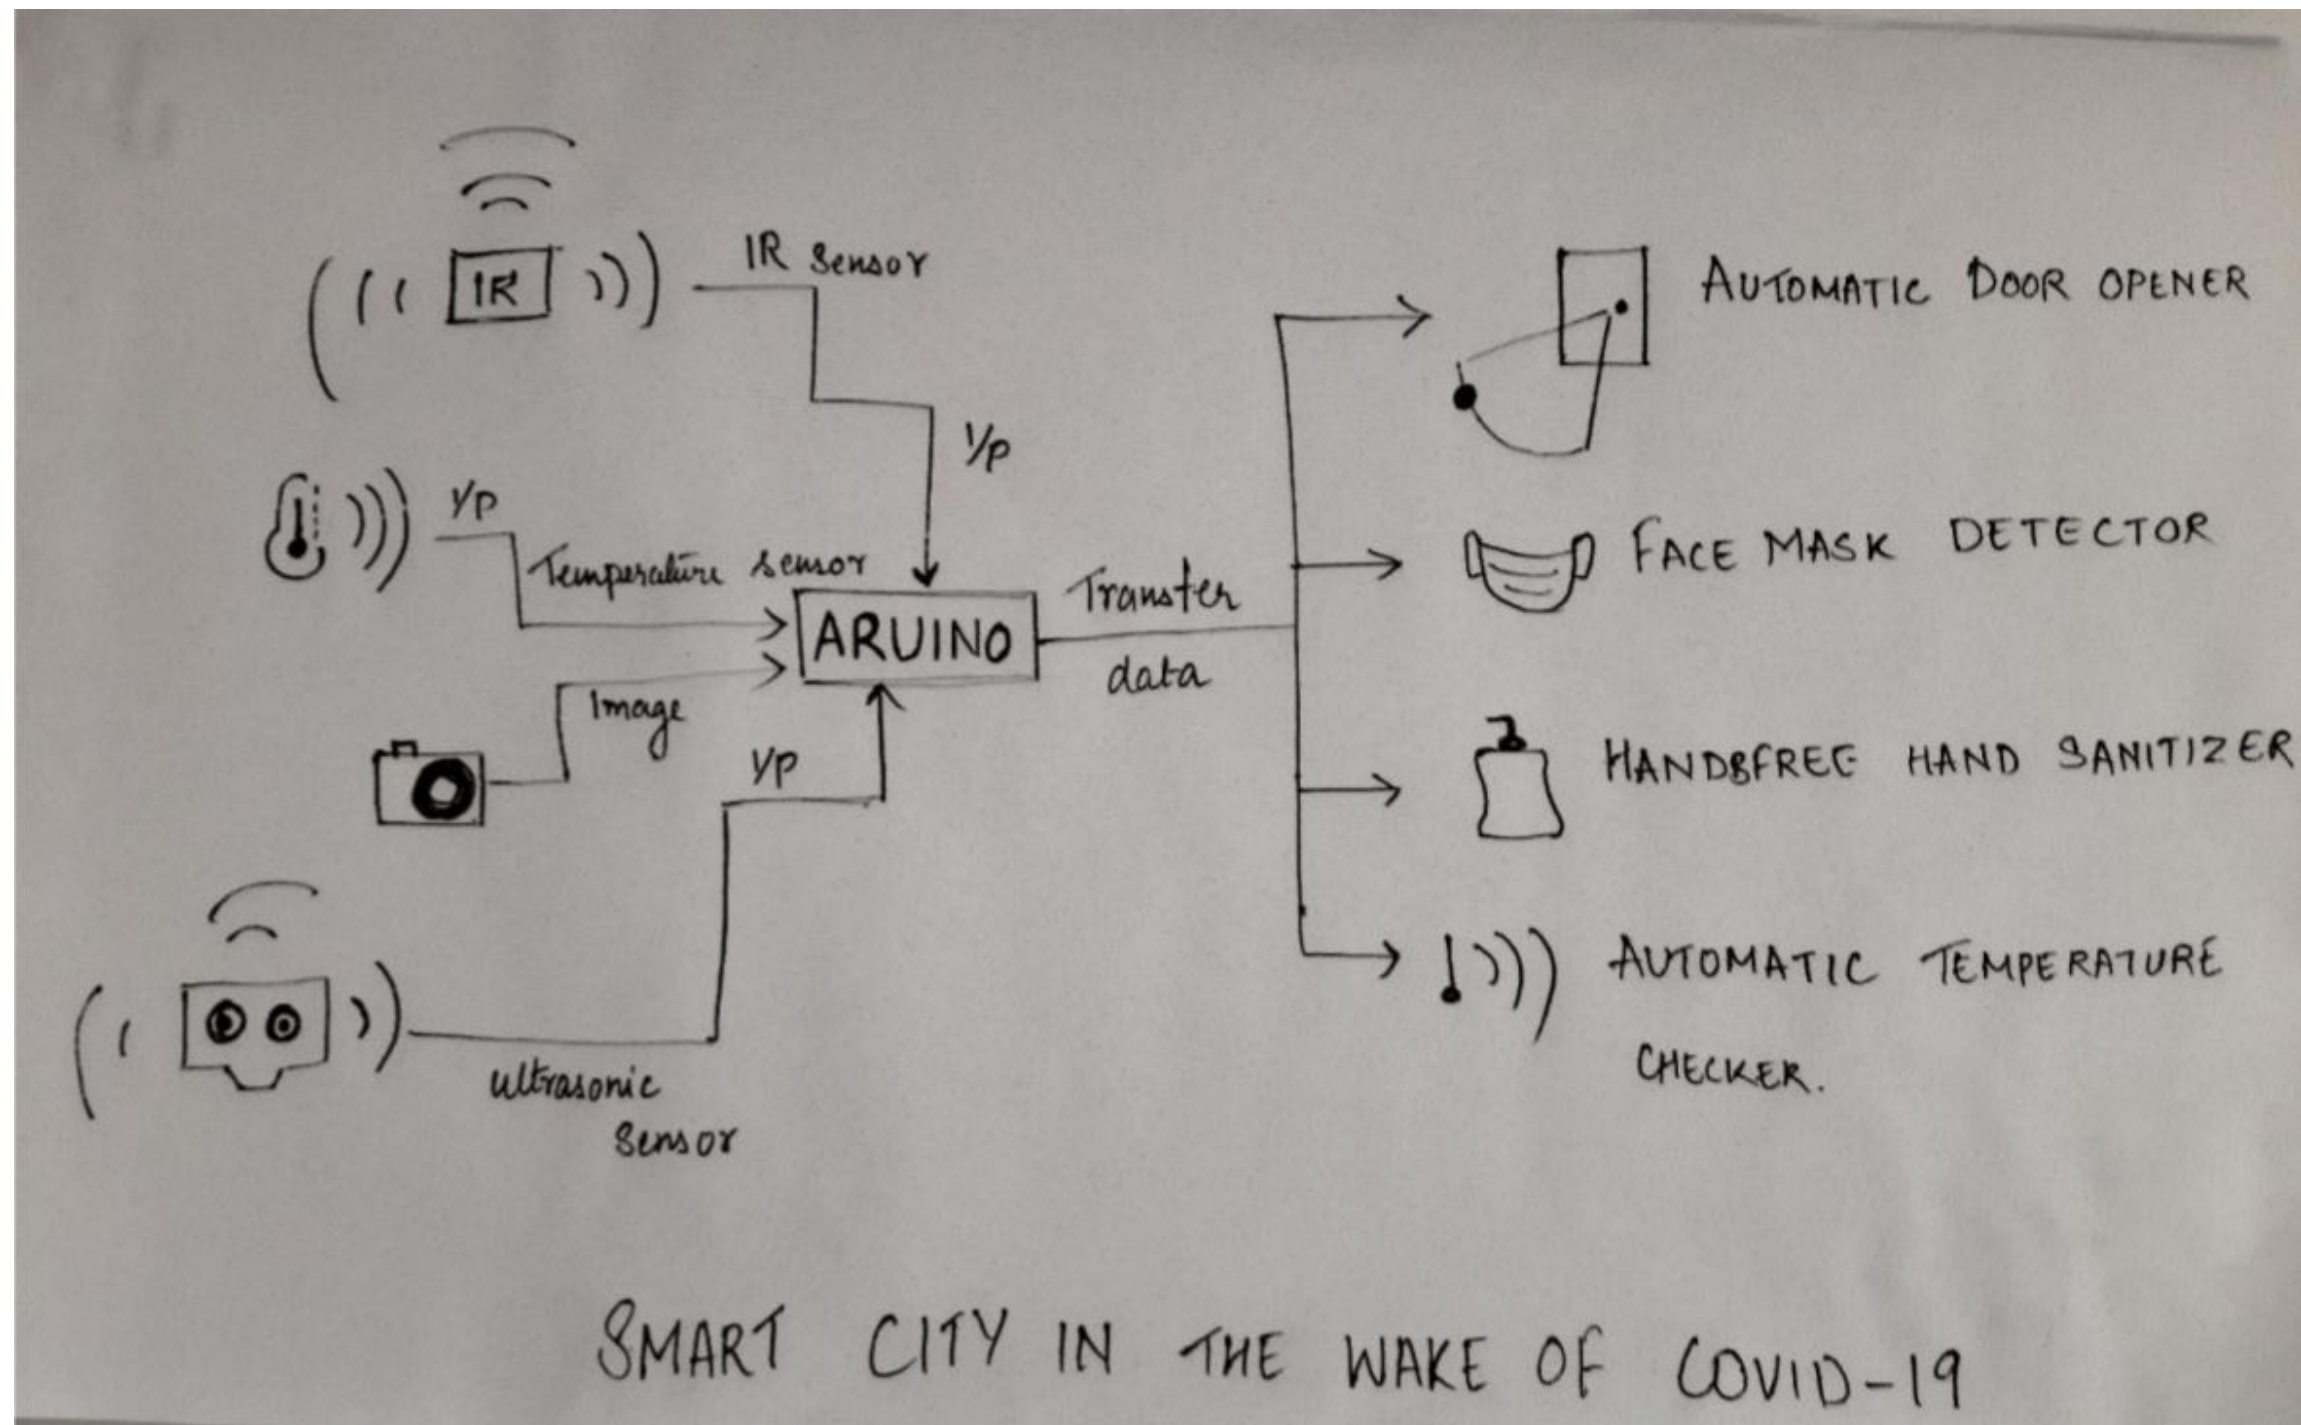 IR
IR Sensor
I/p
I/p
Temperature sensor
ARUINO
Image
I/p
ultrasonic
Sensor
Transfer
data
AUTOMATIC DOOR OPENER
FACE MASK DETECTOR
HANDSFREE HAND SANITIZER
AUTOMATIC TEMPERATURE
CHECKER.
SMART CITY IN THE WAKE OF COVID-19